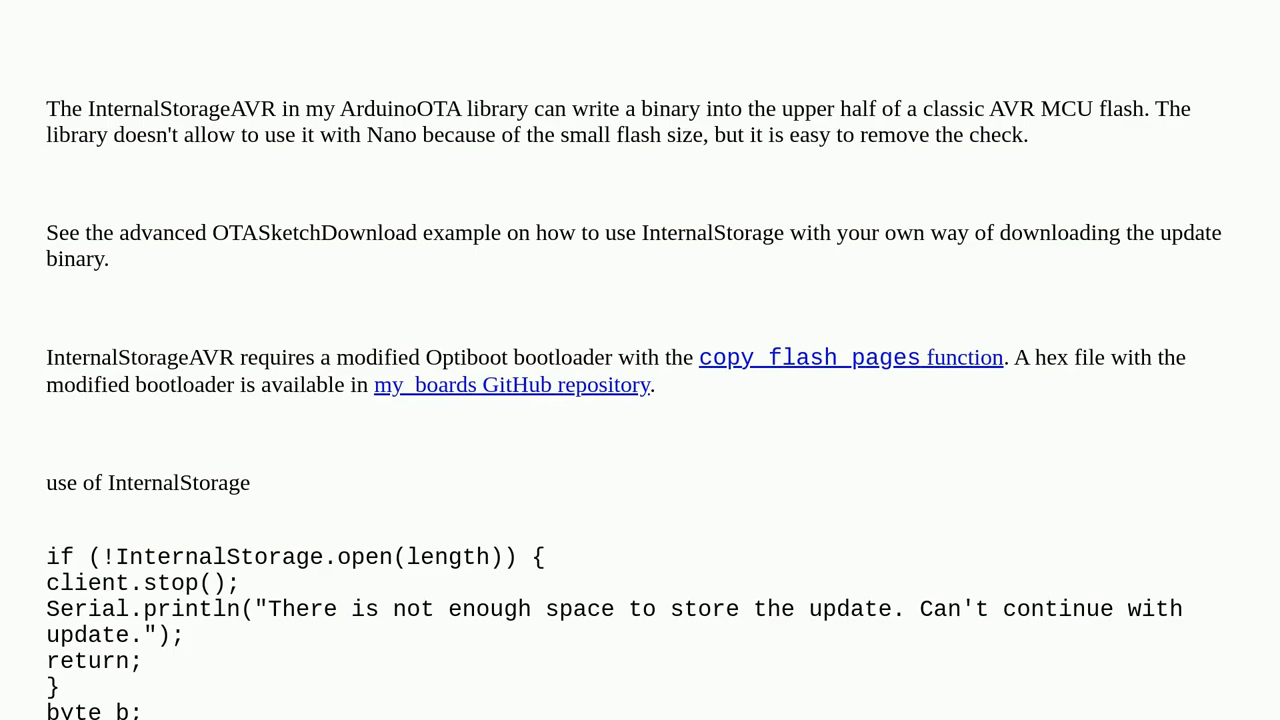 The InternalStorageAVR in my ArduinoOTA library can write a binary into the upper half of a classic AVR MCU flash. The
library doesn't allow to use it with Nano because of the small flash size, but it is easy to remove the check.
See the advanced OTASketchDownload example on how to use InternalStorage with your own way of downloading the update
binary.
InternalStorageAVR requires a modified Optiboot bootloader with the copy_flash_pages function. A hex file with the
modified bootloader is available in my_boards GitHub repository.
use of InternalStorage
if (!InternalStorage.open(length)) {
client.stop();
Serial.println("There is not enough space to store the update. Can't continue with
update.");
return;
}
byte b;